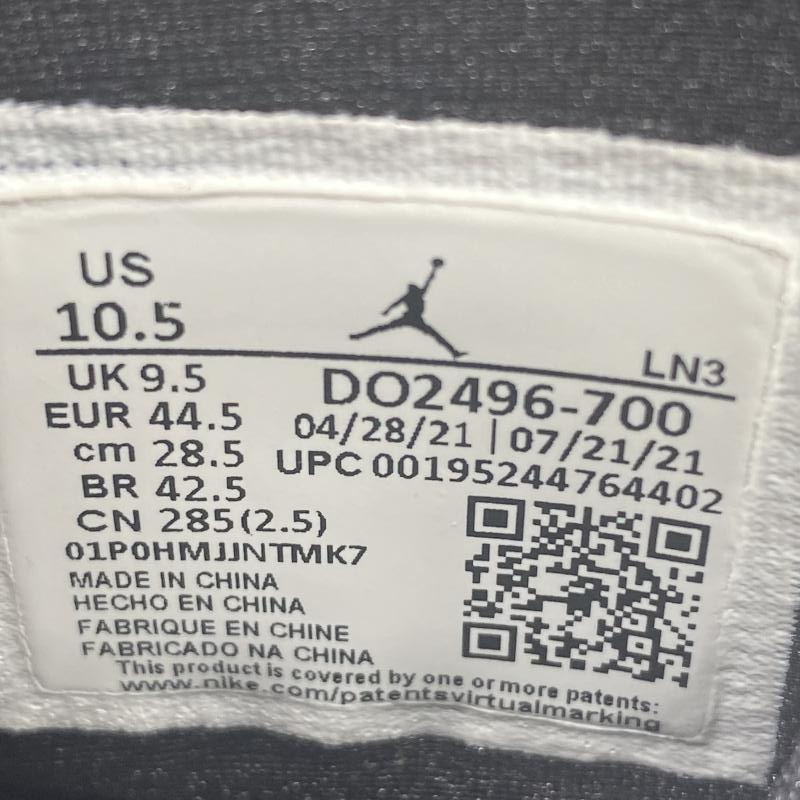 US
10.5
LN3
UK 9.5
DO2496-700
EUR 44.5
04/28/21 | 07/21/21
cm 28.5
UPC 00195244764402
BR 42.5
CN 285(2.5)
01P0HMJJNTMK7
MADE IN CHINA
HECHO EN CHINA
FABRIQUE EN CHINE
FABRICADO NA CHINA
This product is covered by one or more patents:
www.nike.com/patentsvirtualmarking